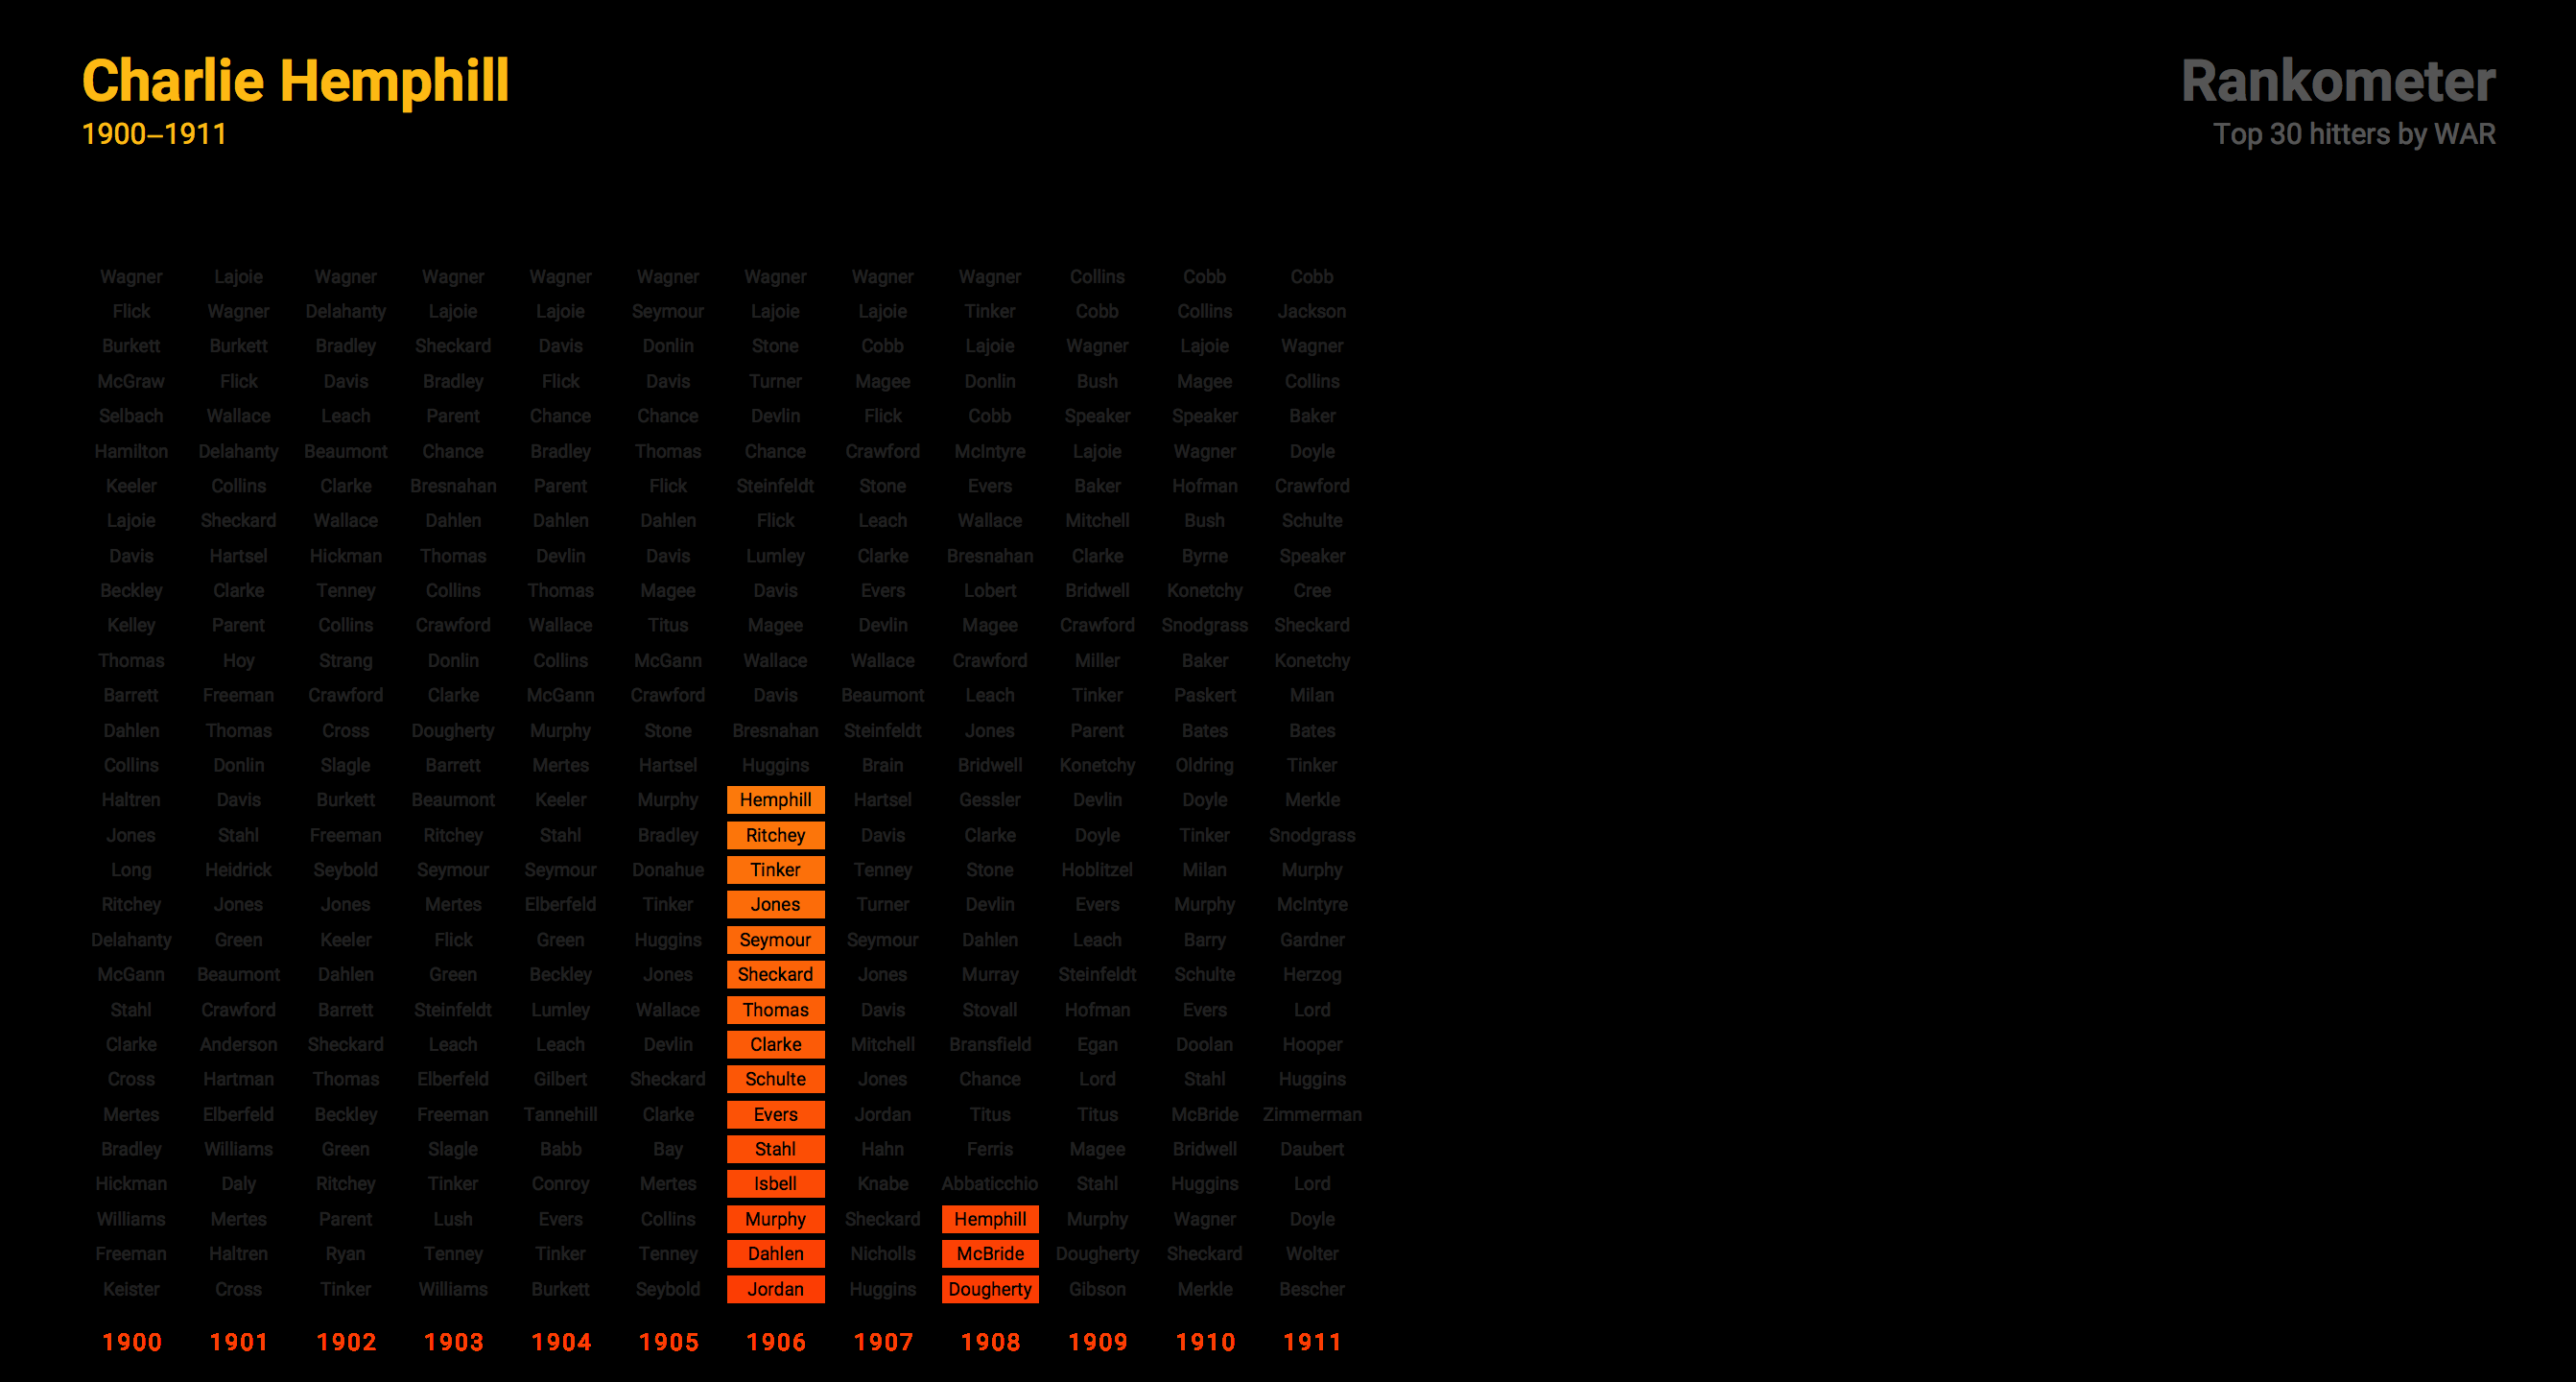 Charlie Hemphill
1900–1911
Rankometer
Top 30 hitters by WAR
Wagner Lajoie Wagner Wagner Wagner Wagner Wagner Wagner Wagner Collins Cobb Cobb
Flick Wagner Delahanty Lajoie Lajoie Seymour Lajoie Lajoie Tinker Cobb Collins Jackson
Burkett Burkett Bradley Sheckard Davis Donlin Stone Cobb Lajoie Wagner Lajoie Wagner
McGraw Flick Davis Bradley Flick Davis Turner Magee Donlin Bush Magee Collins
Selbach Wallace Leach Parent Chance Chance Devlin Flick Cobb Speaker Speaker Baker
Hamilton Delahanty Beaumont Chance Bradley Thomas Chance Crawford McIntyre Lajoie Wagner Doyle
Keeler Collins Clarke Bresnahan Parent Flick Steinfeldt Stone Evers Baker Hofman Crawford
Lajoie Sheckard Wallace Dahlen Dahlen Dahlen Flick Leach Wallace Mitchell Bush Schulte
Davis Hartsel Hickman Thomas Devlin Davis Lumley Clarke Bresnahan Clarke Byrne Speaker
Beckley Clarke Tenney Collins Thomas Magee Davis Evers Lobert Bridwell Konetchy Cree
Kelley Parent Collins Crawford Wallace Titus Magee Devlin Magee Crawford Snodgrass Sheckard
Thomas Hoy Strang Donlin Collins McGann Wallace Wallace Crawford Miller Baker Konetchy
Barrett Freeman Crawford Clarke McGann Crawford Davis Beaumont Leach Tinker Paskert Milan
Dahlen Thomas Cross Dougherty Murphy Stone Bresnahan Steinfeldt Jones Parent Bates Bates
Collins Donlin Slagle Barrett Mertes Hartsel Huggins Brain Bridwell Konetchy Oldring Tinker
Haltren Davis Burkett Beaumont Keeler Murphy Hemphill Hartsel Gessler Devlin Doyle Merkle
Jones Stahl Freeman Ritchey Stahl Bradley Ritchey Davis Clarke Doyle Tinker Snodgrass
Long Heidrick Seybold Seymour Seymour Donahue Tinker Tenney Stone Hoblitzel Milan Murphy
Ritchey Jones Jones Mertes Elberfeld Tinker Jones Turner Devlin Evers Murphy McIntyre
Delahanty Green Keeler Flick Green Huggins Seymour Seymour Dahlen Leach Barry Gardner
McGann Beaumont Dahlen Green Beckley Jones Sheckard Jones Murray Steinfeldt Schulte Herzog
Stahl Crawford Barrett Steinfeldt Lumley Wallace Thomas Davis Stovall Hofman Evers Lord
Clarke Anderson Sheckard Leach Leach Devlin Clarke Mitchell Bransfield Egan Doolan Hooper
Cross Hartman Thomas Elberfeld Gilbert Sheckard Schulte Jones Chance Lord Stahl Huggins
Mertes Elberfeld Beckley Freeman Tannehill Clarke Evers Jordan Titus Titus McBride Zimmerman
Bradley Williams Green Slagle Babb Bay Stahl Hahn Ferris Magee Bridwell Daubert
Hickman Daly Ritchey Tinker Conroy Mertes Isbell Knabe Abbaticchio Stahl Huggins Lord
Williams Mertes Parent Lush Evers Collins Murphy Sheckard Hemphill Murphy Wagner Doyle
Freeman Haltren Ryan Tenney Tinker Tenney Dahlen Nicholls McBride Dougherty Sheckard Wolter
Keister Cross Tinker Williams Burkett Seybold Jordan Huggins Dougherty Gibson Merkle Bescher
1900 1901 1902 1903 1904 1905 1906 1907 1908 1909 1910 1911